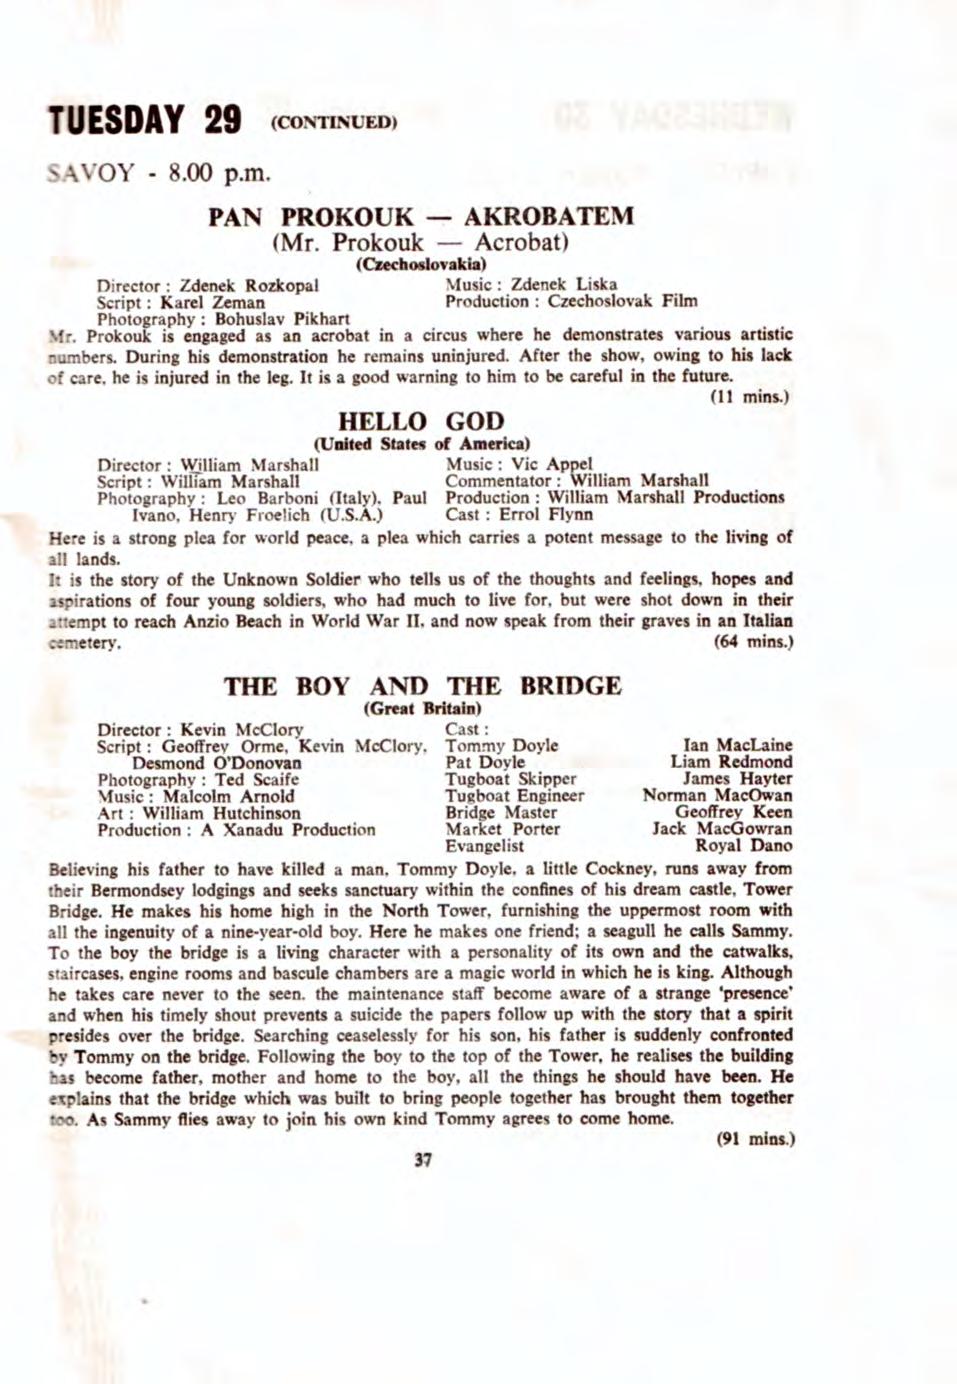 TUESDAY 29 (CONTINUED)
SAVOY - 8.00 p.m.
PAN PROKOUK — AKROBATEM
(Mr. Prokouk — Acrobat)
(Czechoslovakia)
Director : Zdenek Rozkopal
Script : Karel Zeman
Photography : Bohuslav Pikhart
Music : Zdenek Liska
Production : Czechoslovak Film
Mr. Prokouk is engaged as an acrobat in a circus where he demonstrates various artistic
numbers. During his demonstration he remains uninjured. After the show, owing to his lack
of care, he is injured in the leg. It is a good warning to him to be careful in the future.
(11 mins.)
HELLO GOD
(United States of America)
Director : William Marshall
Script : William Marshall
Photography : Leo Barboni (Italy), Paul
Ivano, Henry Froelich (U.S.A.)
Music : Vic Appel
Commentator : William Marshall
Production : William Marshall Productions
Cast : Errol Flynn
Here is a strong plea for world peace, a plea which carries a potent message to the living of
all lands.
It is the story of the Unknown Soldier who tells us of the thoughts and feelings, hopes and
aspirations of four young soldiers, who had much to live for, but were shot down in their
attempt to reach Anzio Beach in World War II, and now speak from their graves in an Italian
cemetery. (64 mins.)
THE BOY AND THE BRIDGE
(Great Britain)
Director : Kevin McClory
Script : Geoffrey Orme, Kevin McClory,
Desmond O'Donovan
Photography : Ted Scaife
Music : Malcolm Arnold
Art : William Hutchinson
Production : A Xanadu Production
Cast :
Tommy Doyle Ian MacLaine
Pat Doyle Liam Redmond
Tugboat Skipper James Hayter
Tugboat Engineer Norman MacOwan
Bridge Master Geoffrey Keen
Market Porter Jack MacGowran
Evangelist Royal Dano
Believing his father to have killed a man, Tommy Doyle, a little Cockney, runs away from
their Bermondsey lodgings and seeks sanctuary within the confines of his dream castle, Tower
Bridge. He makes his home high in the North Tower, furnishing the uppermost room with
all the ingenuity of a nine-year-old boy. Here he makes one friend; a seagull he calls Sammy.
To the boy the bridge is a living character with a personality of its own and the catwalks,
staircases, engine rooms and bascule chambers are a magic world in which he is king. Although
he takes care never to the seen, the maintenance staff become aware of a strange 'presence'
and when his timely shout prevents a suicide the papers follow up with the story that a spirit
presides over the bridge. Searching ceaselessly for his son, his father is suddenly confronted
by Tommy on the bridge. Following the boy to the top of the Tower, he realises the building
has become father, mother and home to the boy, all the things he should have been. He
explains that the bridge which was built to bring people together has brought them together
too. As Sammy flies away to join his own kind Tommy agrees to come home.
(91 mins.)
37